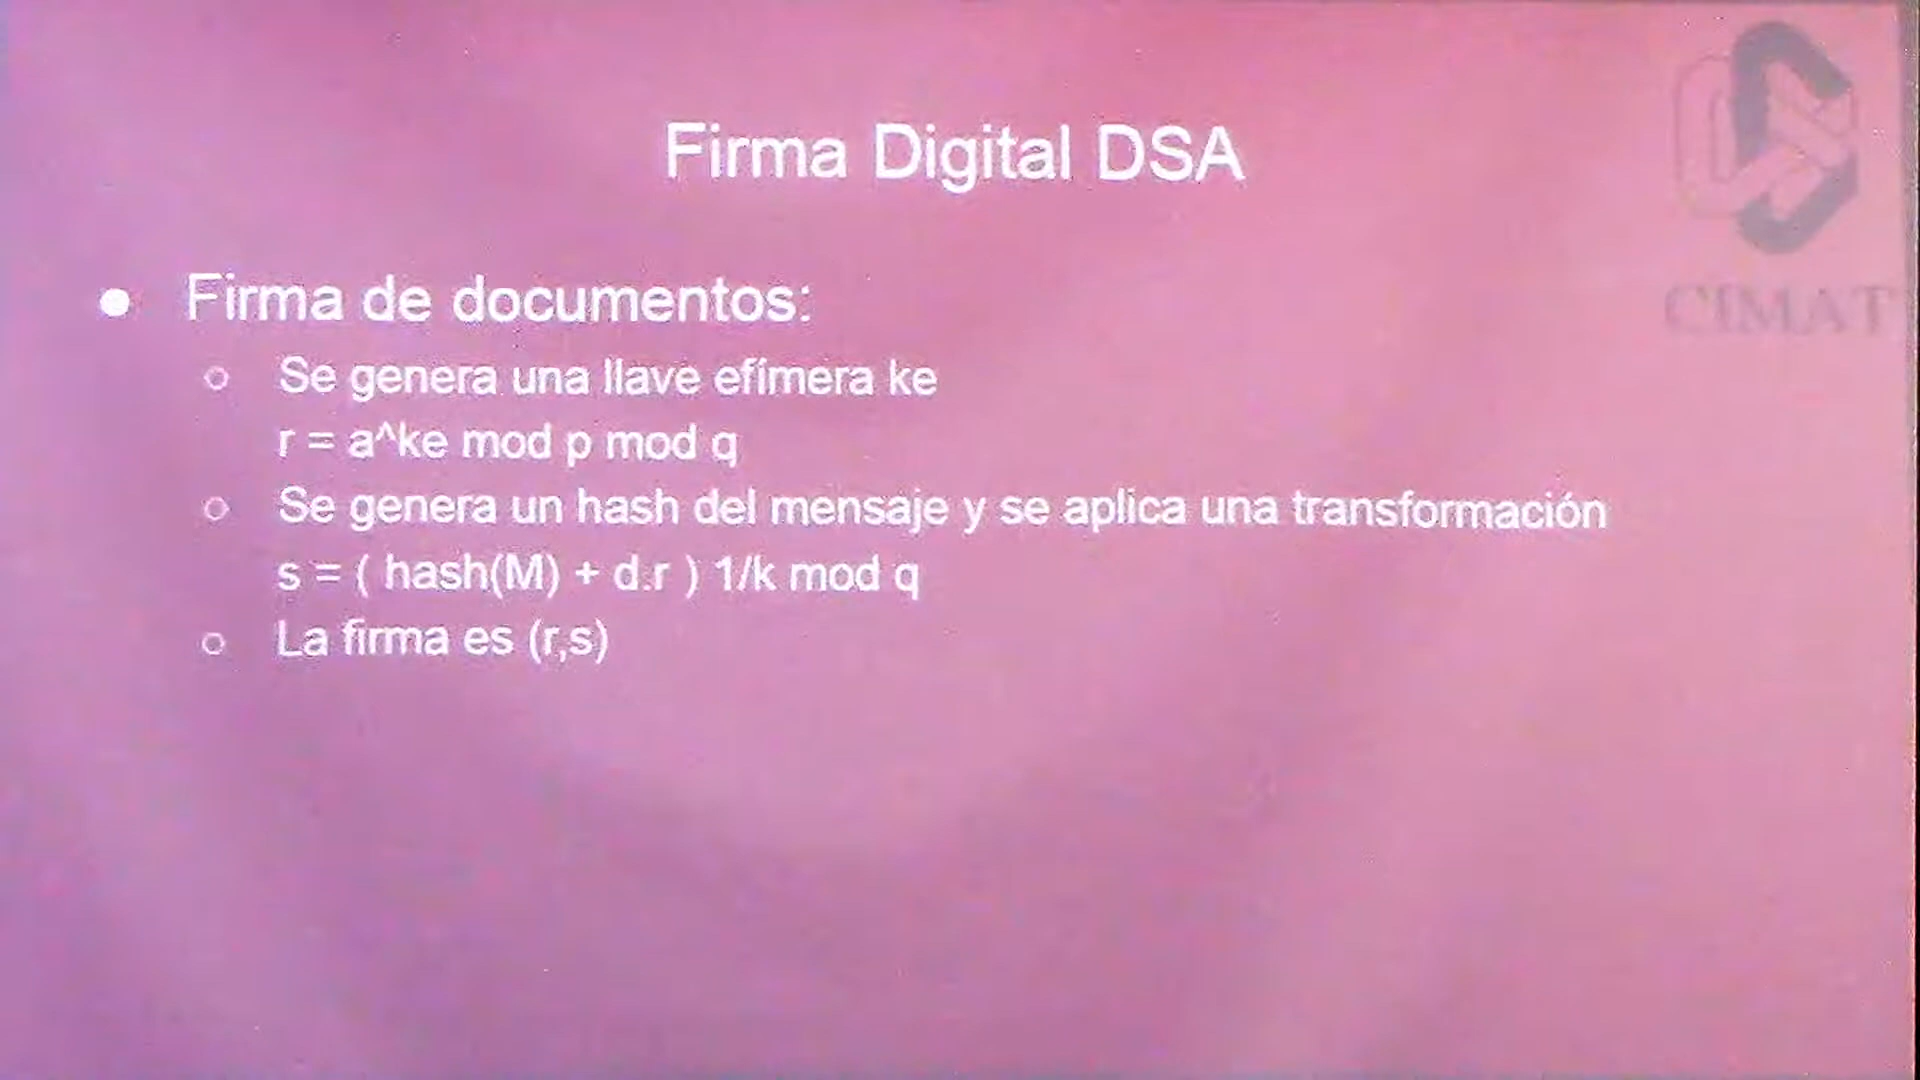 Firma Digital DSA
CIMAT
● Firma de documentos:
○ Se genera una llave efímera ke
r = a^ke mod p mod q
○ Se genera un hash del mensaje y se aplica una transformación
s = ( hash(M) + d.r ) 1/k mod q
○ La firma es (r,s)